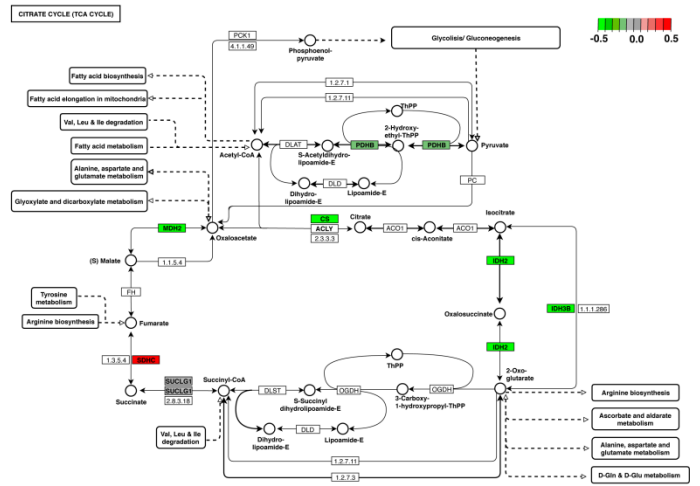 CITRATE CYCLE (TCA CYCLE)
-0.5 0.0 0.5
PCK1
4.1.1.49
Phosphoenol-
pyruvate
Glycolisis/ Gluconeogenesis
Fatty acid biosynthesis
Fatty acid elongation in mitochondria
Val, Leu & Ile degradation
Fatty acid metabolism
Alanine, aspartate and
glutamate metabolism
Glyoxylate and dicarboxylate metabolism
1.2.7.1
1.2.7.11
ThPP
2-Hydroxy-
ethyl-ThPP
Acetyl-CoA
DLAT
S-Acetyldihydro-
lipoamide-E
PDHB
PDHB
Pyruvate
Dihydro-
lipoamide-E
DLD
Lipoamide-E
PC
MDH2
Oxaloacetate
CS
ACLY
2.3.3.3
Citrate
ACO1
cis-Aconitate
ACO1
Isocitrate
(S) Malate
1.1.5.4
IDH2
FH
Tyrosine
metabolism
Arginine biosynthesis
Fumarate
Oxalosuccinate
IDH3B
1.1.1.286
IDH2
1.3.5.4
SDHC
ThPP
Succinate
SUCLG1
SUCLG1
2.8.3.18
Succinyl-CoA
DLST
S-Succinyl
dihydrolipoamide-E
OGDH
3-Carboxy-
1-hydroxypropyl-ThPP
OGDH
2-Oxo-
glutarate
Arginine biosynthesis
Ascorbate and aldarate
metabolism
Alanine, aspartate and
glutamate metabolism
D-Gln & D-Glu metabolism
Val, Leu & Ile
degradation
Dihydro-
lipoamide-E
DLD
Lipoamide-E
1.2.7.11
1.2.7.3